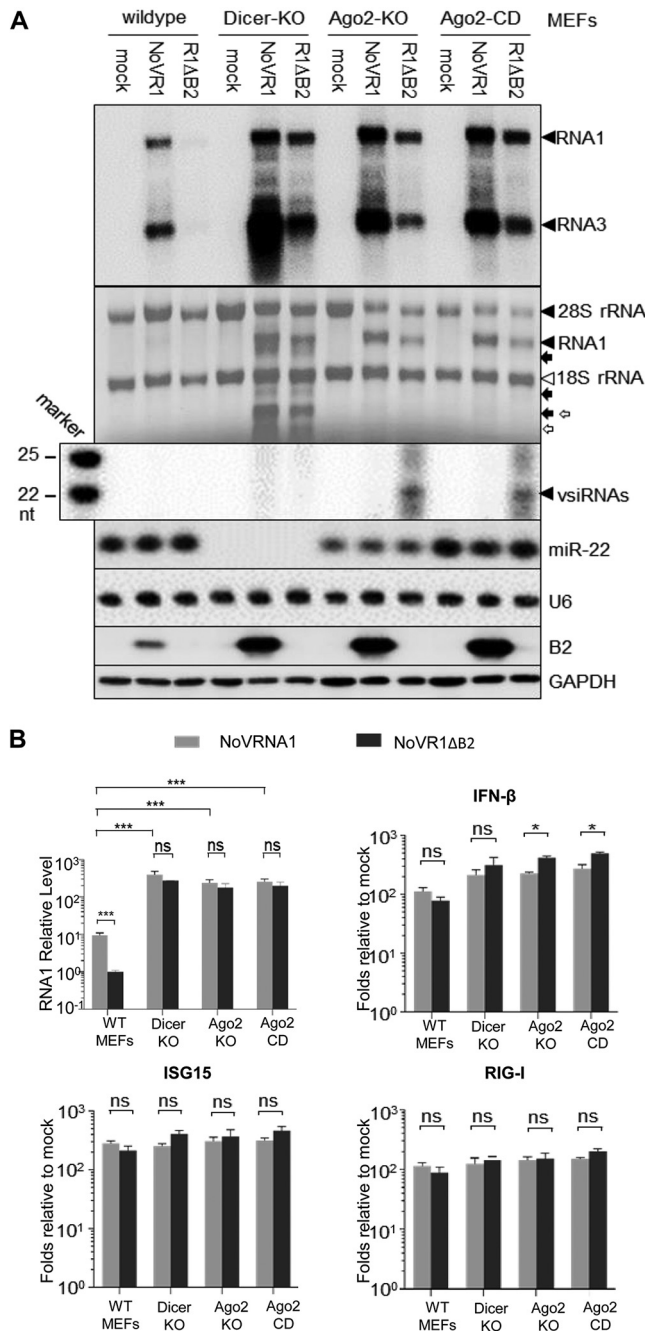 A
wildype Dicer-KO Ago2-KO Ago2-CD MEFs
mock NoVR1 R1ΔB2 mock NoVR1 R1ΔB2 mock NoVR1 R1ΔB2 mock NoVR1 R1ΔB2
RNA1
RNA3
28S rRNA
RNA1
18S rRNA
marker
25
22
nt
vsiRNAs
miR-22
U6
B2
GAPDH
B
NoVRNA1 NoVR1ΔB2
***
***
***
ns ns ns
***
RNA1 Relative Level
10³
10²
10¹
10⁰
10⁻¹
WT MEFs
Dicer KO
Ago2 KO
Ago2 CD
IFN-β
ns ns * *
Folds relative to mock
10³
10²
10¹
10⁰
WT MEFs
Dicer KO
Ago2 KO
Ago2 CD
ISG15
ns ns ns ns
Folds relative to mock
10³
10²
10¹
10⁰
WT MEFs
Dicer KO
Ago2 KO
Ago2 CD
RIG-I
ns ns ns ns
Folds relative to mock
10³
10²
10¹
10⁰
WT MEFs
Dicer KO
Ago2 KO
Ago2 CD